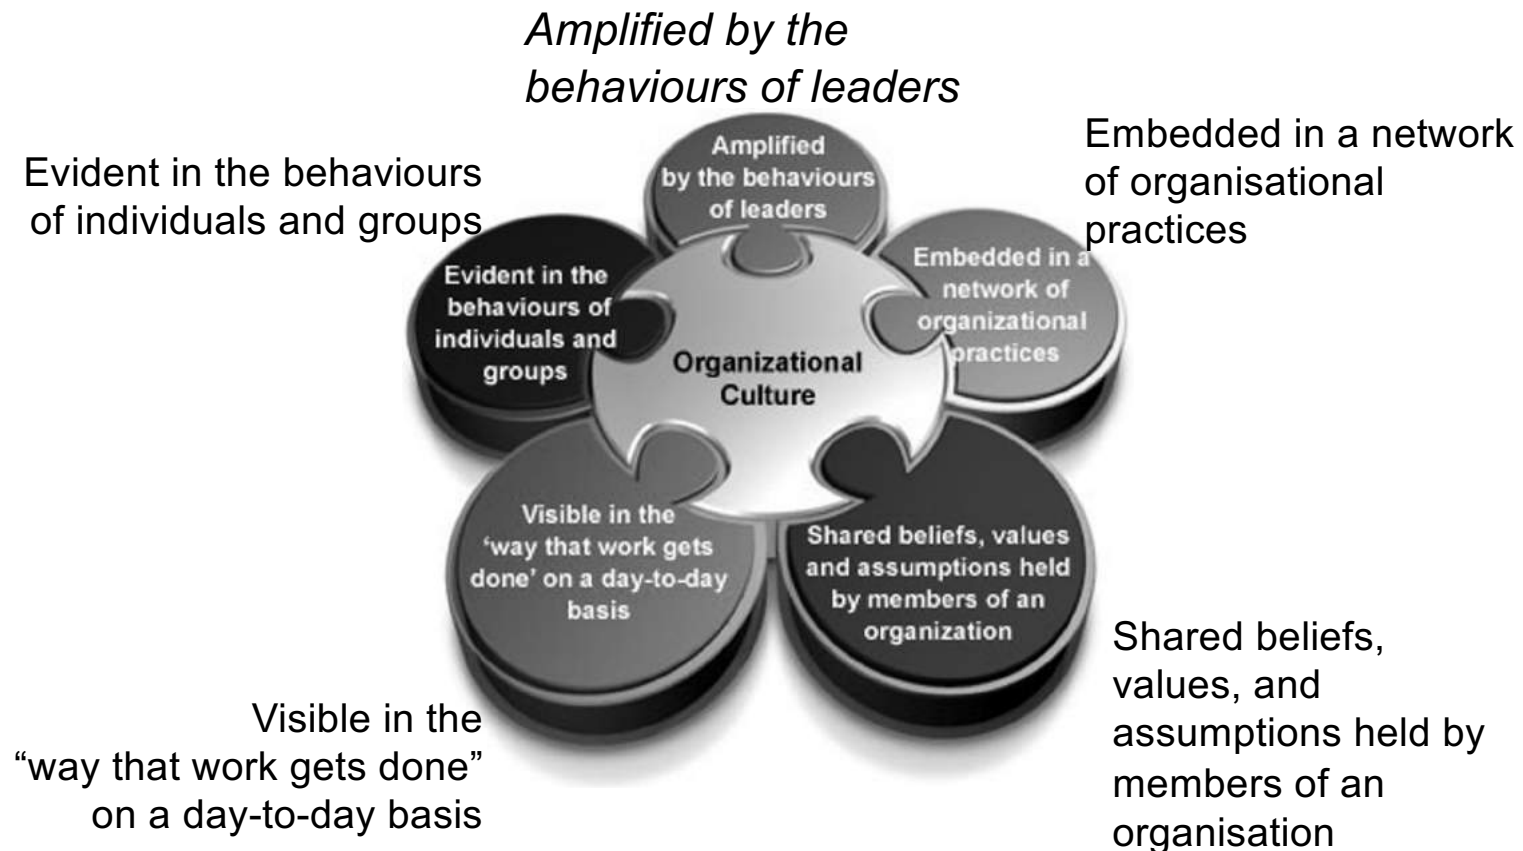 Amplified by the
behaviours of leaders
Evident in the behaviours
of individuals and groups
Embedded in a network
of organisational
practices
Amplified
by the behaviours
of leaders
Evident in the
behaviours of
individuals and
groups
Embedded in a
network of
organizational
practices
Organizational
Culture
Visible in the
‘way that work gets
done’ on a day-to-day
basis
Shared beliefs, values
and assumptions held
by members of an
organization
Visible in the
“way that work gets done”
on a day-to-day basis
Shared beliefs,
values, and
assumptions held by
members of an
organisation